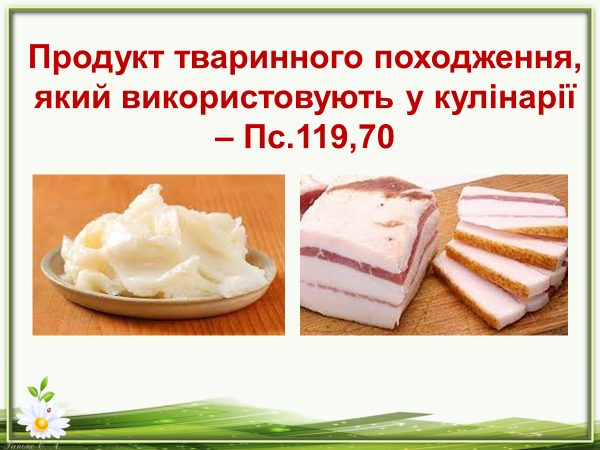 Продукт тваринного походження,
який використовують у кулінарії
– Пс.119,70